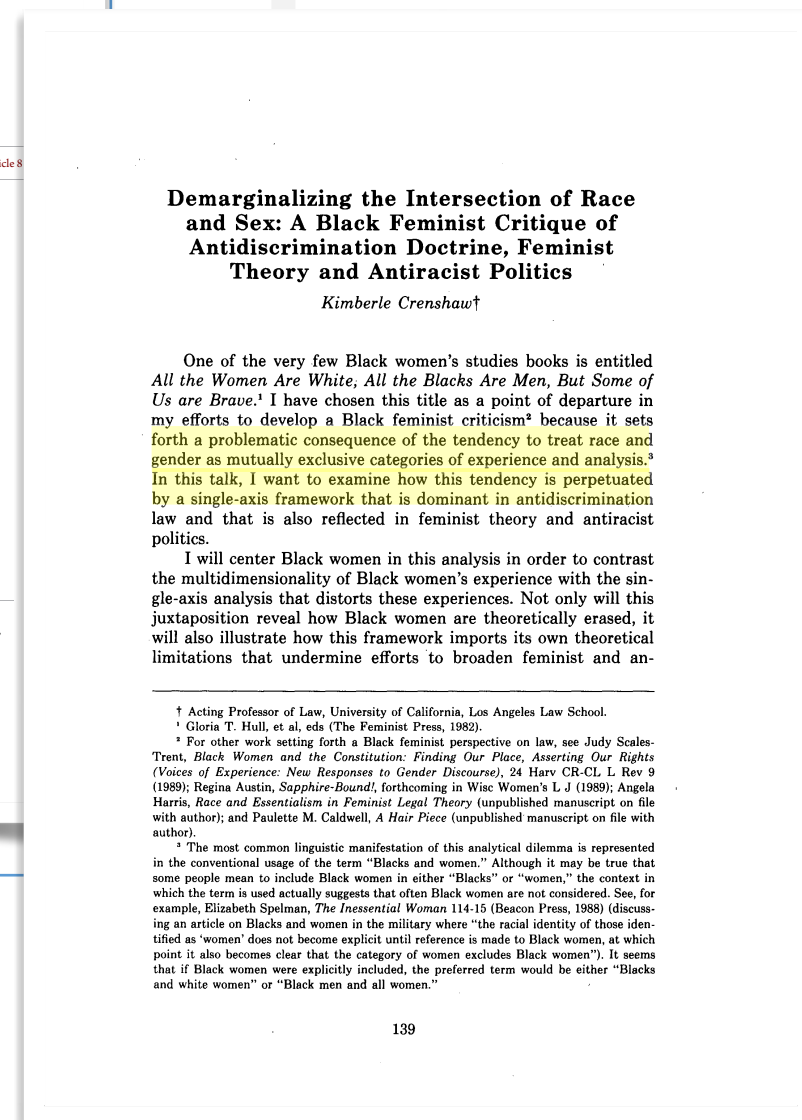 icle 8
Demarginalizing the Intersection of Race
and Sex: A Black Feminist Critique of
Antidiscrimination Doctrine, Feminist
Theory and Antiracist Politics
Kimberle Crenshaw†
One of the very few Black women's studies books is entitled
All the Women Are White, All the Blacks Are Men, But Some of
Us are Brave.¹ I have chosen this title as a point of departure in
my efforts to develop a Black feminist criticism² because it sets
forth a problematic consequence of the tendency to treat race and
gender as mutually exclusive categories of experience and analysis.³
In this talk, I want to examine how this tendency is perpetuated
by a single-axis framework that is dominant in antidiscrimination
law and that is also reflected in feminist theory and antiracist
politics.
I will center Black women in this analysis in order to contrast
the multidimensionality of Black women's experience with the sin-
gle-axis analysis that distorts these experiences. Not only will this
juxtaposition reveal how Black women are theoretically erased, it
will also illustrate how this framework imports its own theoretical
limitations that undermine efforts to broaden feminist and an-
† Acting Professor of Law, University of California, Los Angeles Law School.
¹ Gloria T. Hull, et al, eds (The Feminist Press, 1982).
² For other work setting forth a Black feminist perspective on law, see Judy Scales-
Trent, Black Women and the Constitution: Finding Our Place, Asserting Our Rights
(Voices of Experience: New Responses to Gender Discourse), 24 Harv CR-CL L Rev 9
(1989); Regina Austin, Sapphire-Bound!, forthcoming in Wisc Women's L J (1989); Angela
Harris, Race and Essentialism in Feminist Legal Theory (unpublished manuscript on file
with author); and Paulette M. Caldwell, A Hair Piece (unpublished manuscript on file with
author).
³ The most common linguistic manifestation of this analytical dilemma is represented
in the conventional usage of the term "Blacks and women." Although it may be true that
some people mean to include Black women in either "Blacks" or "women," the context in
which the term is used actually suggests that often Black women are not considered. See, for
example, Elizabeth Spelman, The Inessential Woman 114-15 (Beacon Press, 1988) (discuss-
ing an article on Blacks and women in the military where "the racial identity of those iden-
tified as 'women' does not become explicit until reference is made to Black women, at which
point it also becomes clear that the category of women excludes Black women"). It seems
that if Black women were explicitly included, the preferred term would be either "Blacks
and white women" or "Black men and all women."
139